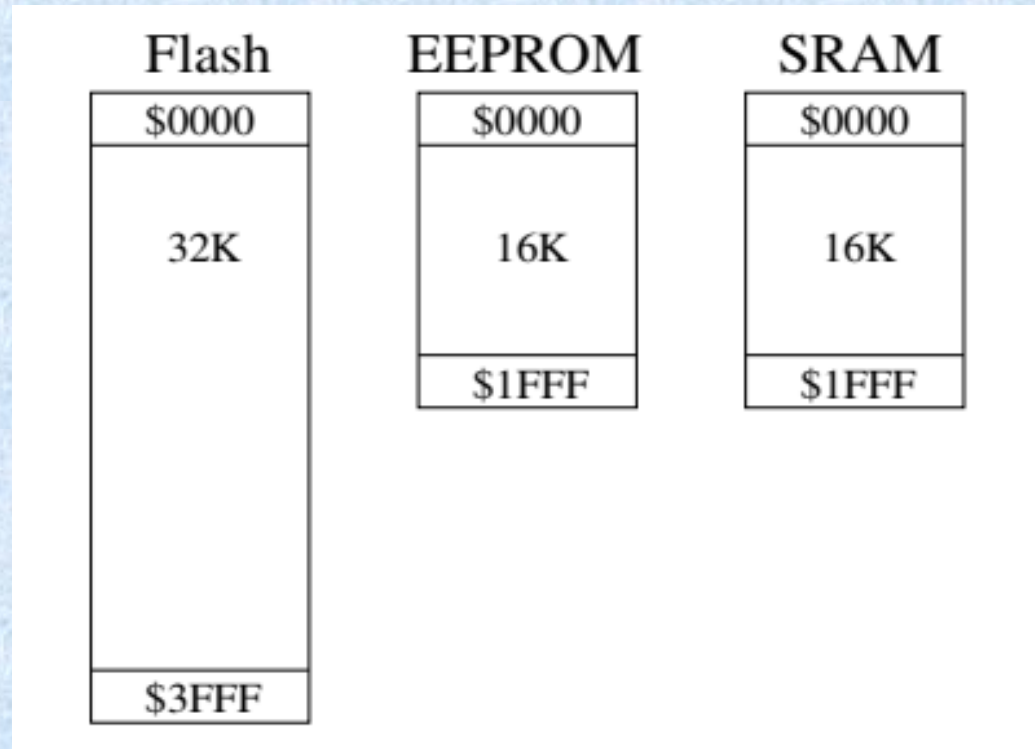 Flash EEPROM SRAM
$0000 $0000 $0000
32K 16K 16K
$1FFF $1FFF
$3FFF